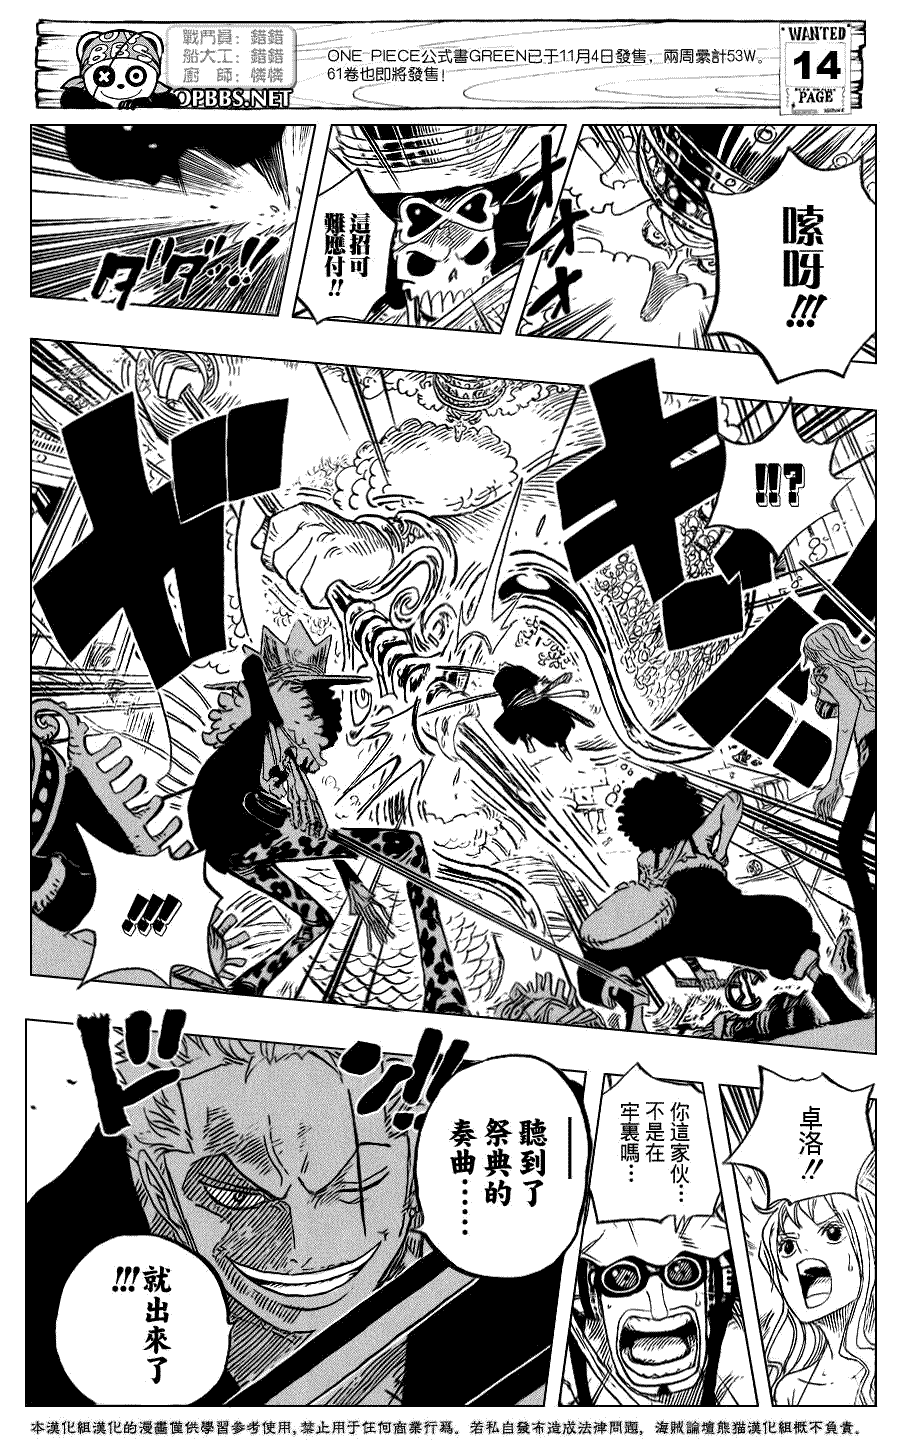 戰鬥員：錯錯
船大工：錯錯
廚　師：憐憐
OPBBS.NET
ONE PIECE公式書GREEN已于11月4日發售，兩周累計53W。
61卷也即將發售！
WANTED
14
PAGE
嗦呀!!!
オオオ
這招可
難應付!!
ダダッ!!
!!?
ギ
ガ
!!!
卓洛!!
你這家伙…
不是在
牢裏嗎…
聽到了
祭典的
奏曲……
ドドッ!!
就出來了
!!!
本漢化組漢化的漫畫僅供學習參考使用,禁止用于任何商業行爲。若私自發布造成法律問題，海賊論壇熊猫漢化組概不負責。